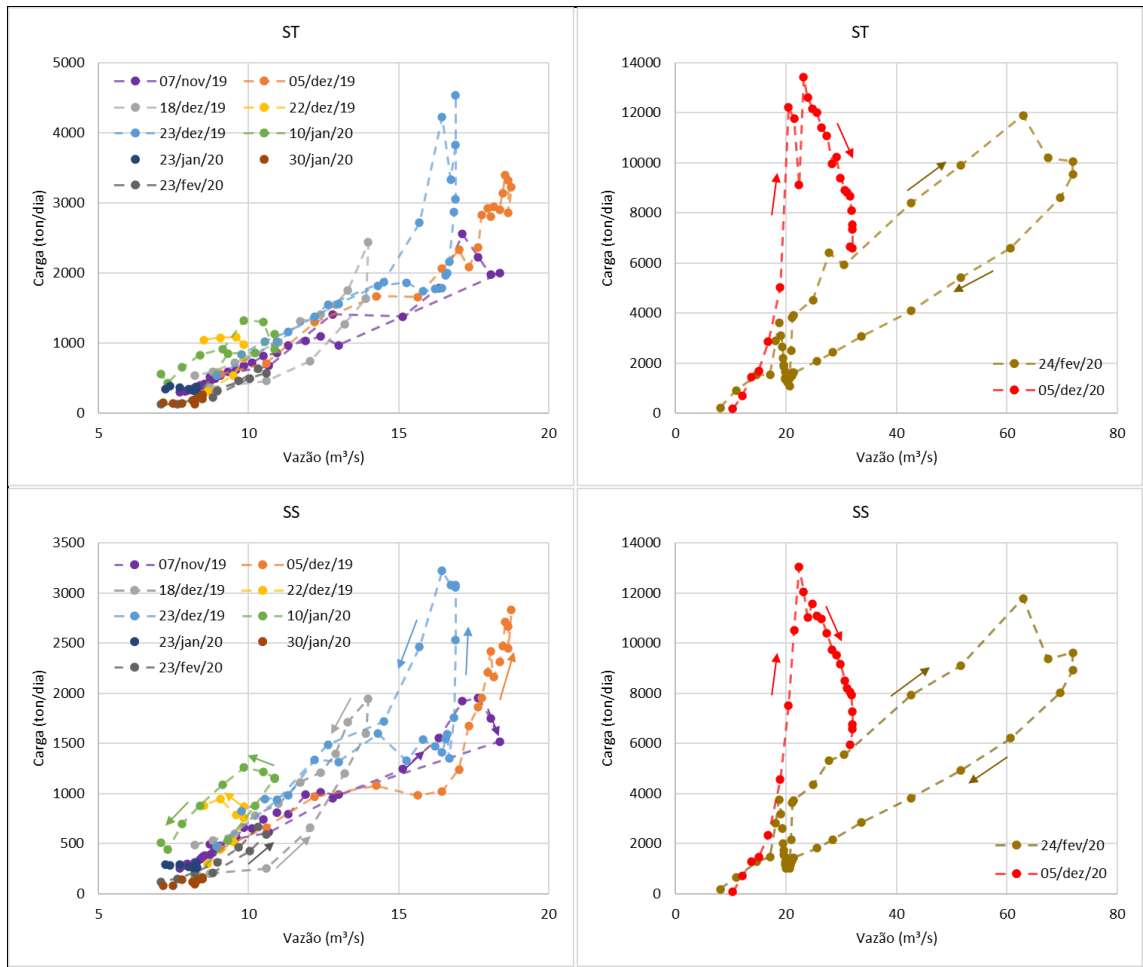 ST
Carga (ton/dia)
5000
4000
3000
2000
1000
0
5
10
15
20
Vazão (m³/s)
07/nov/19
05/dez/19
18/dez/19
22/dez/19
23/dez/19
10/jan/20
23/jan/20
30/jan/20
23/fev/20
ST
Carga (ton/dia)
14000
12000
10000
8000
6000
4000
2000
0
0
20
40
60
80
Vazão (m³/s)
24/fev/20
05/dez/20
SS
Carga (ton/dia)
3500
3000
2500
2000
1500
1000
500
0
5
10
15
20
Vazão (m³/s)
07/nov/19
05/dez/19
18/dez/19
22/dez/19
23/dez/19
10/jan/20
23/jan/20
30/jan/20
23/fev/20
SS
Carga (ton/dia)
14000
12000
10000
8000
6000
4000
2000
0
0
20
40
60
80
Vazão (m³/s)
24/fev/20
05/dez/20